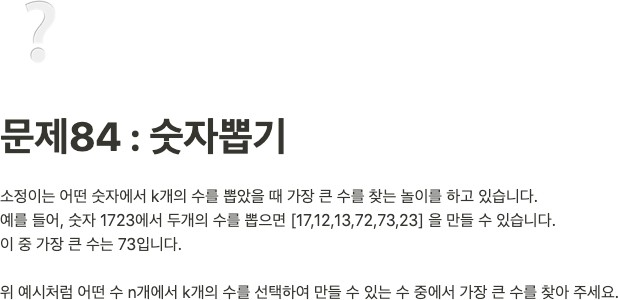 ?
문제84 : 숫자뽑기
소정이는 어떤 숫자에서 k개의 수를 뽑았을 때 가장 큰 수를 찾는 놀이를 하고 있습니다.
예를 들어, 숫자 1723에서 두개의 수를 뽑으면 [17,12,13,72,73,23] 을 만들 수 있습니다.
이 중 가장 큰 수는 73입니다.
위 예시처럼 어떤 수 n개에서 k개의 수를 선택하여 만들 수 있는 수 중에서 가장 큰 수를 찾아 주세요.